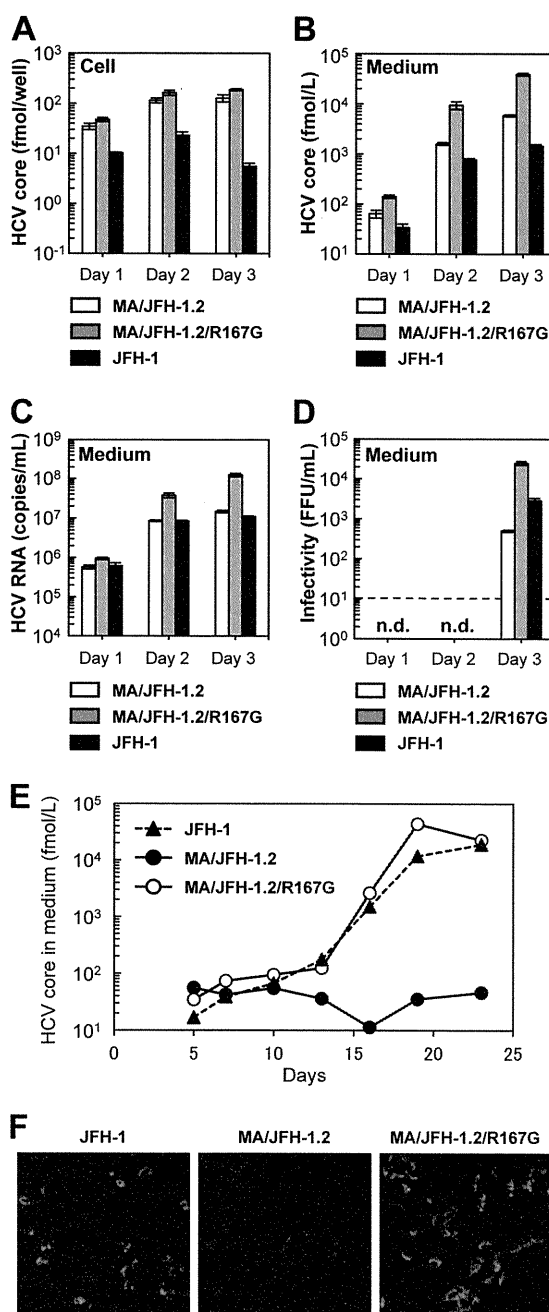 A
Cell
HCV core (fmol/well)
10³
10²
10¹
10⁰
10⁻¹
Day 1 Day 2 Day 3
MA/JFH-1.2
MA/JFH-1.2/R167G
JFH-1
B
Medium
HCV core (fmol/L)
10⁵
10⁴
10³
10²
10¹
Day 1 Day 2 Day 3
MA/JFH-1.2
MA/JFH-1.2/R167G
JFH-1
C
Medium
HCV RNA (copies/mL)
10⁹
10⁸
10⁷
10⁶
10⁵
10⁴
Day 1 Day 2 Day 3
MA/JFH-1.2
MA/JFH-1.2/R167G
JFH-1
D
Medium
Infectivity (FFU/mL)
10⁵
10⁴
10³
10²
10¹
10⁰
n.d. n.d.
Day 1 Day 2 Day 3
MA/JFH-1.2
MA/JFH-1.2/R167G
JFH-1
E
HCV core in medium (fmol/L)
10⁵
10⁴
10³
10²
10¹
JFH-1
MA/JFH-1.2
MA/JFH-1.2/R167G
0 5 10 15 20 25
Days
F
JFH-1 MA/JFH-1.2 MA/JFH-1.2/R167G